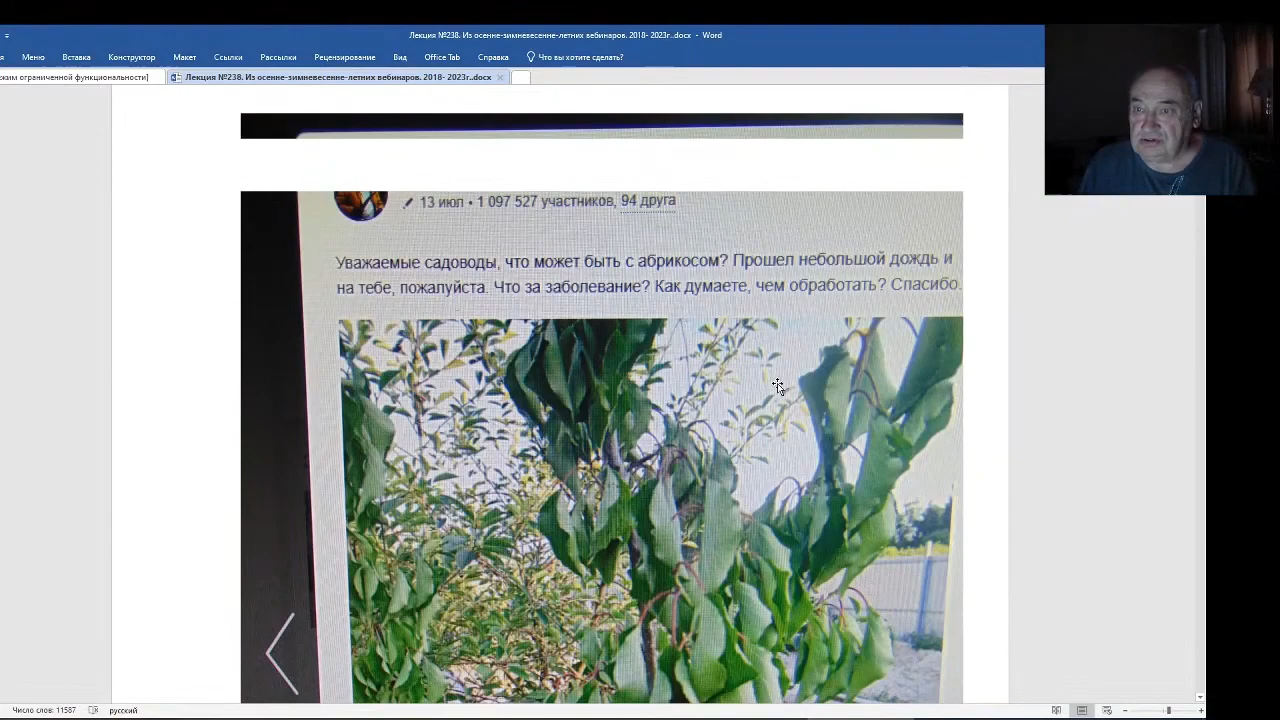 Лекция №238. Из осенне-зимневесенне-летних вебинаров. 2018- 2023г..docx - Word
Меню Вставка Конструктор Макет Ссылки Рассылки Рецензирование Вид Office Tab Справка Что вы хотите сделать?
ограниченной функциональности] Лекция №238. Из осенне-зимневесенне-летних вебинаров. 2018- 2023г..docx
13 июл • 1 097 527 участников, 94 друга
Уважаемые садоводы, что может быть с абрикосом? Прошел небольшой дождь и
на тебе, пожалуйста. Что за заболевание? Как думаете, чем обработать? Спасибо.
Число слов: 11587 русский